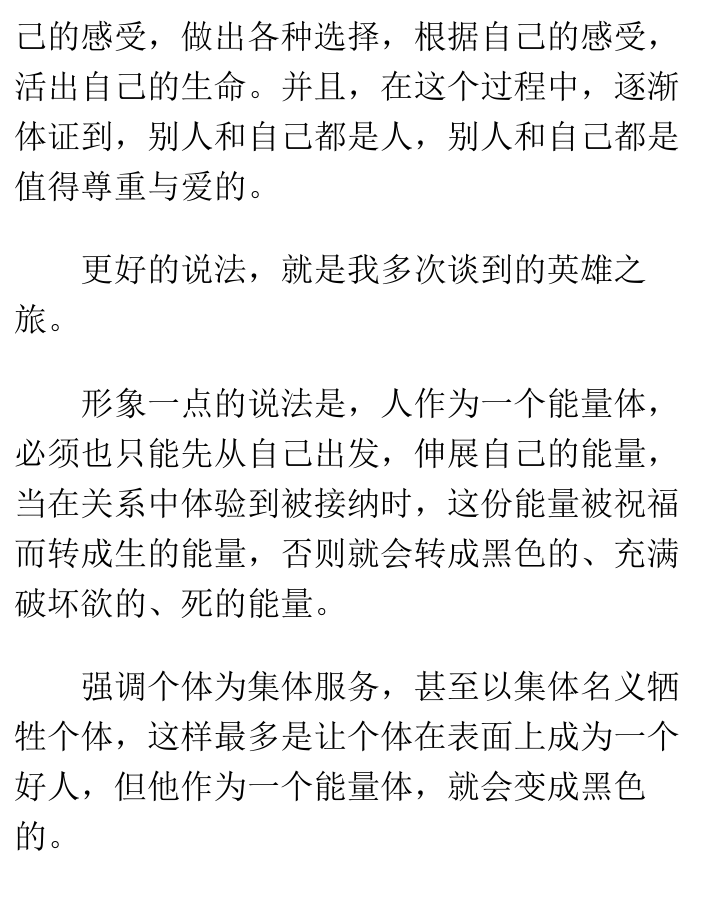 己的感受，做出各种选择，根据自己的感受，
活出自己的生命。并且，在这个过程中，逐渐
体证到，别人和自己都是人，别人和自己都是
值得尊重与爱的。
更好的说法，就是我多次谈到的英雄之
旅。
形象一点的说法是，人作为一个能量体，
必须也只能先从自己出发，伸展自己的能量，
当在关系中体验到被接纳时，这份能量被祝福
而转成生的能量，否则就会转成黑色的、充满
破坏欲的、死的能量。
强调个体为集体服务，甚至以集体名义牺
牲个体，这样最多是让个体在表面上成为一个
好人，但他作为一个能量体，就会变成黑色
的。